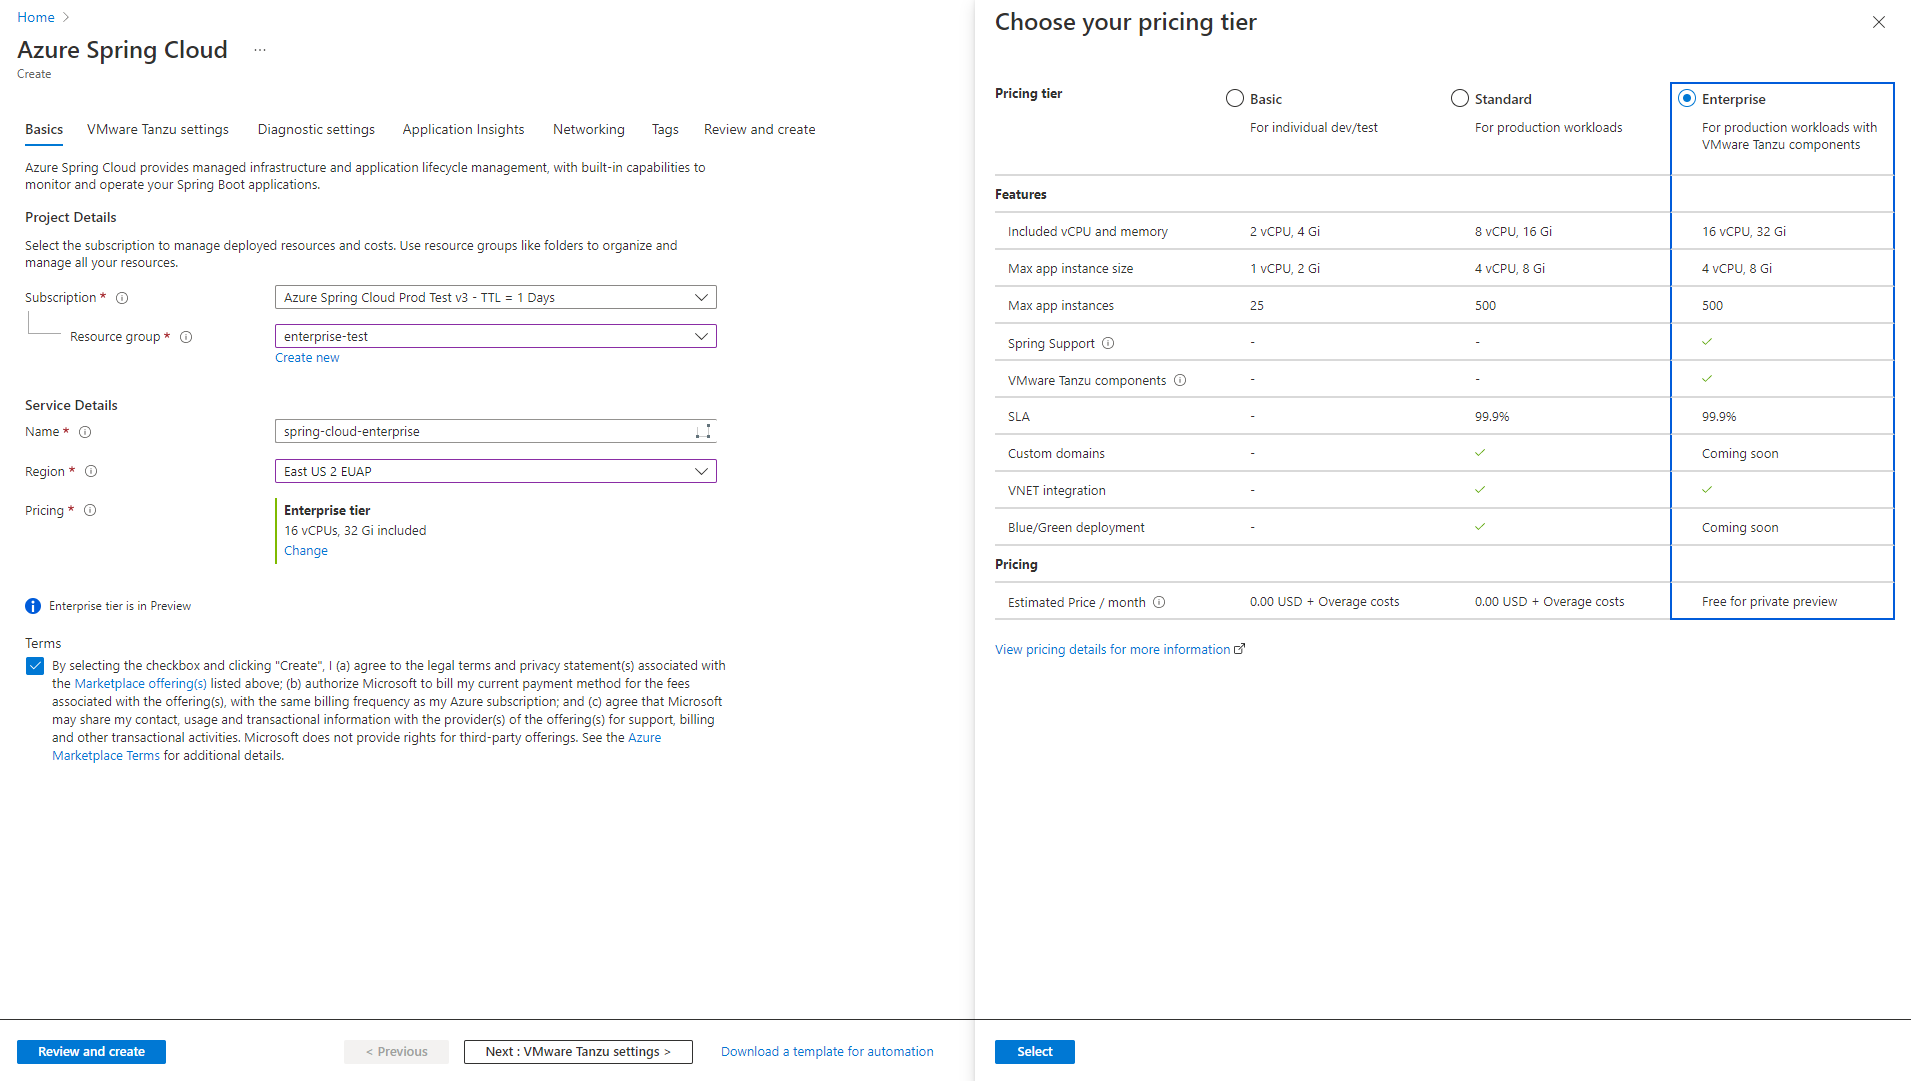 Home
Azure Spring Cloud ...
Create
Basics VMware Tanzu settings Diagnostic settings Application Insights Networking Tags Review and create
Azure Spring Cloud provides managed infrastructure and application lifecycle management, with built-in capabilities to
monitor and operate your Spring Boot applications.
Project Details
Select the subscription to manage deployed resources and costs. Use resource groups like folders to organize and
manage all your resources.
Subscription * Azure Spring Cloud Prod Test v3 - TTL = 1 Days
Resource group * enterprise-test
Create new
Service Details
Name * spring-cloud-enterprise
Region * East US 2 EUAP
Pricing * Enterprise tier
16 vCPUs, 32 Gi included
Change
Enterprise tier is in Preview
Terms
By selecting the checkbox and clicking "Create", I (a) agree to the legal terms and privacy statement(s) associated with
the Marketplace offering(s) listed above; (b) authorize Microsoft to bill my current payment method for the fees
associated with the offering(s), with the same billing frequency as my Azure subscription; and (c) agree that Microsoft
may share my contact, usage and transactional information with the provider(s) of the offering(s) for support, billing
and other transactional activities. Microsoft does not provide rights for third-party offerings. See the Azure
Marketplace Terms for additional details.
Review and create < Previous Next : VMware Tanzu settings > Download a template for automation
Choose your pricing tier
Pricing tier Basic Standard Enterprise
For individual dev/test For production workloads For production workloads with
VMware Tanzu components
Features
Included vCPU and memory 2 vCPU, 4 Gi 8 vCPU, 16 Gi 16 vCPU, 32 Gi
Max app instance size 1 vCPU, 2 Gi 4 vCPU, 8 Gi 4 vCPU, 8 Gi
Max app instances 25 500 500
Spring Support - - ✓
VMware Tanzu components - - ✓
SLA - 99.9% 99.9%
Custom domains - ✓ Coming soon
VNET integration - ✓ ✓
Blue/Green deployment - ✓ Coming soon
Pricing
Estimated Price / month 0.00 USD + Overage costs 0.00 USD + Overage costs Free for private preview
View pricing details for more information
Select